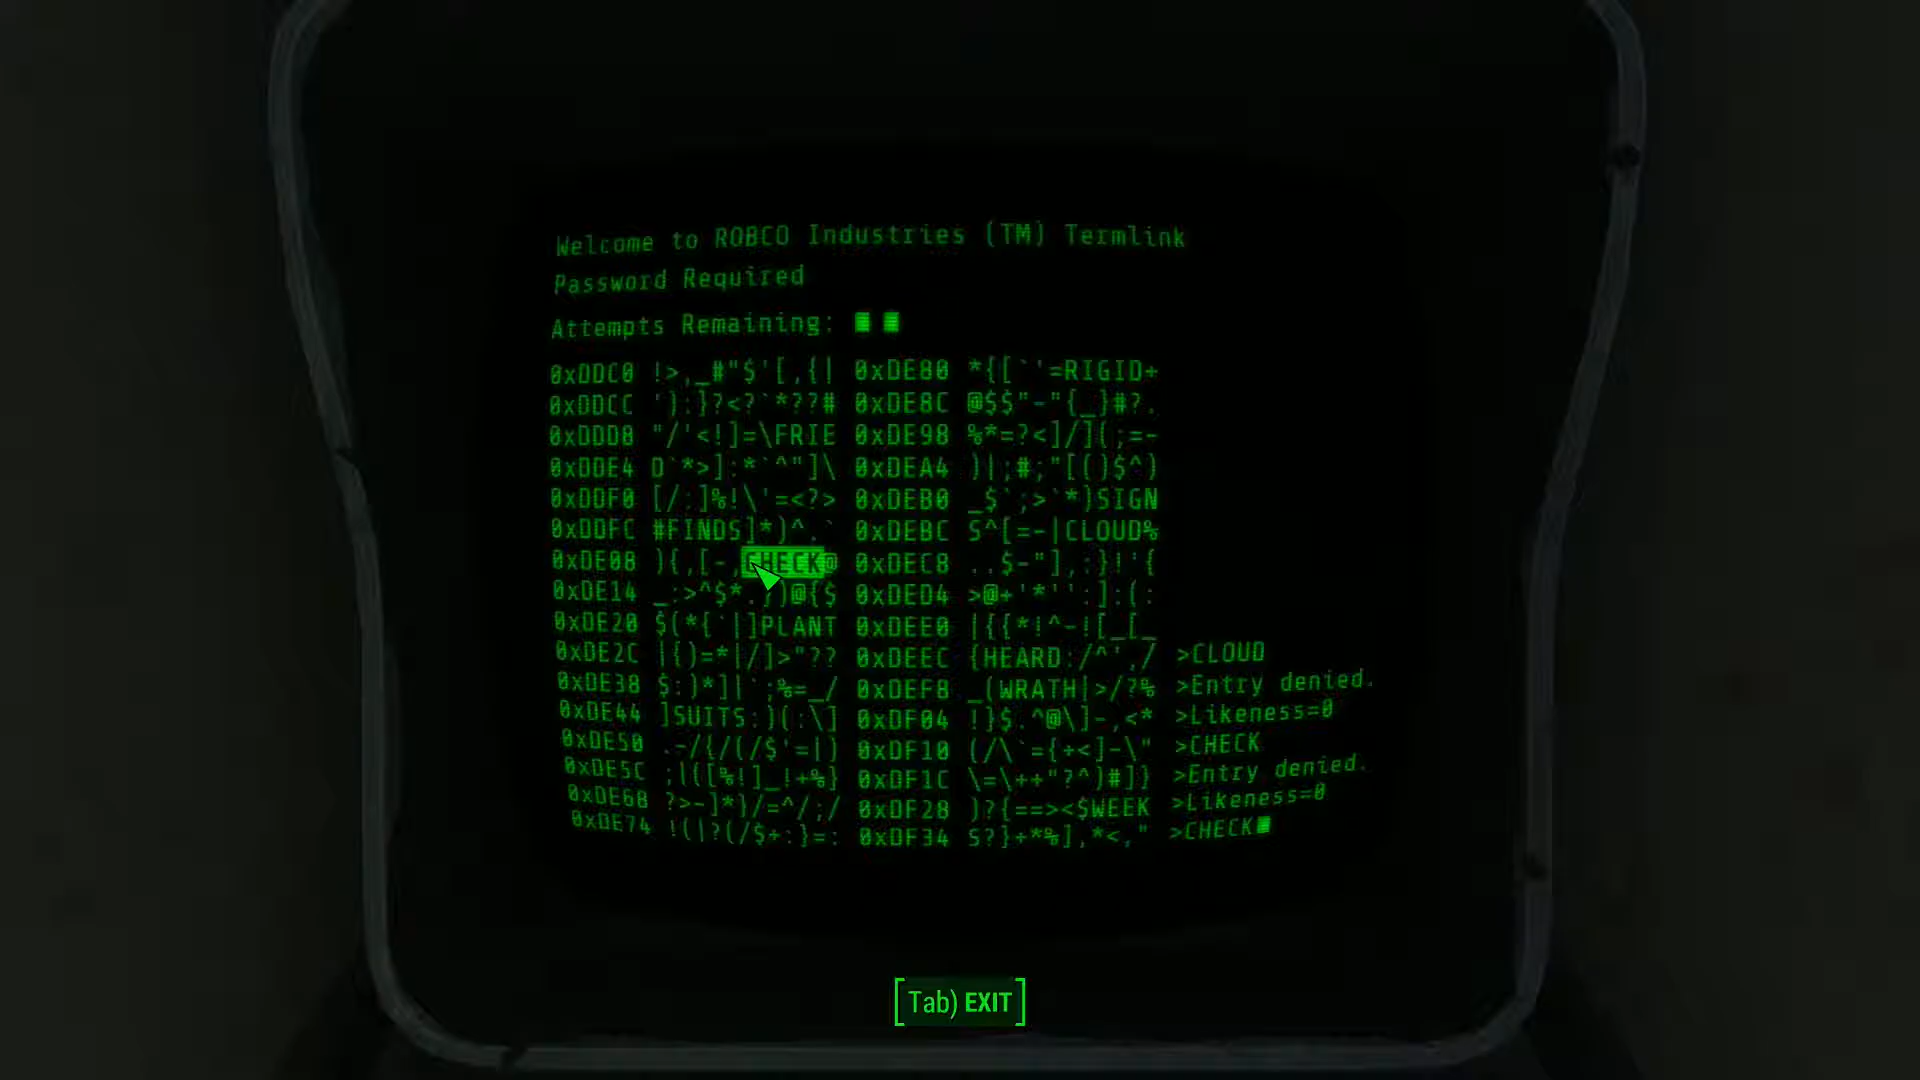 Welcome to ROBCO Industries (TM) Termlink
Password Required
Attempts Remaining:
0xDDC0 !>,_#"$'[,{| 0xDE80 *{[`'=RIGID+
0xDDCC '):}?<?`*??# 0xDE8C @$$"-"{_}#?.
0xDDD8 "/'<!]=\FRIE 0xDE98 %*=?<]/](;=-
0xDDE4 D`*>]:*`^"]\ 0xDEA4 )|;#;"[()$^)
0xDDF0 [/:]%!\'=<?> 0xDEB0 _$`;>`*)SIGN
0xDDFC #FINDS]*)^.` 0xDEBC S^[=-|CLOUD%
0xDE08 ){,[-,CHECK@ 0xDEC8 ..$-"],:}!'{
0xDE14 _:>^$*.})@{$ 0xDED4 >@+'*'':]:(:
0xDE20 $(*{`|]PLANT 0xDEE0 |{{*!^-![_[_
0xDE2C |{)=*|/]>"?? 0xDEEC {HEARD:/^',/ >CLOUD
0xDE38 $:)*]|`;%=_/ 0xDEF8 _(WRATH|>/?% >Entry denied.
0xDE44 ]SUITS:)(:\] 0xDF04 !}$.^@\]-,<* >Likeness=0
0xDE50 .-/{/(/$'=|) 0xDF10 (/\`={+<]-\" >CHECK
0xDE5C ;|([%!]_!+%} 0xDF1C \=\++"?^)#]} >Entry denied.
0xDE68 ?>-]*}/=^/;/ 0xDF28 )?{==><$WEEK >Likeness=0
0xDE74 !(|?(/$+:}=: 0xDF34 S?}+*%],*<," >CHECK
[Tab) EXIT]